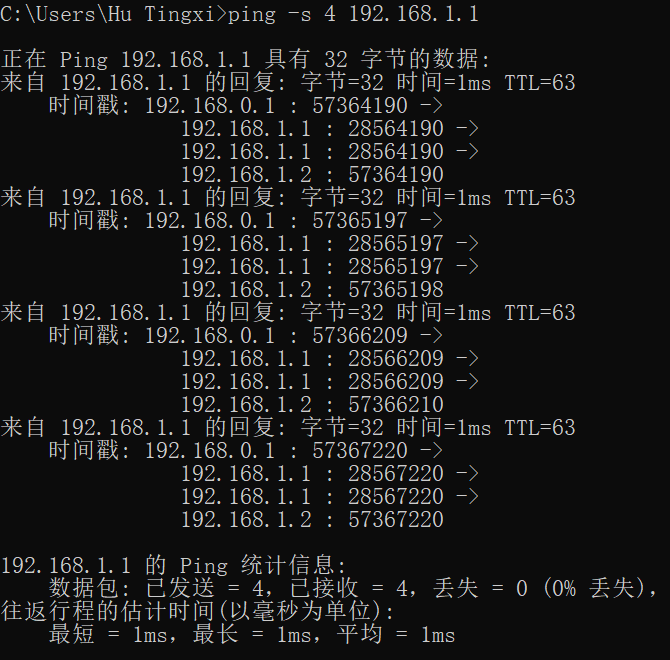 C:\Users\Hu Tingxi>ping -s 4 192.168.1.1
正在 Ping 192.168.1.1 具有 32 字节的数据:
来自 192.168.1.1 的回复: 字节=32 时间=1ms TTL=63
时间戳: 192.168.0.1 : 57364190 ->
192.168.1.1 : 28564190 ->
192.168.1.1 : 28564190 ->
192.168.1.2 : 57364190
来自 192.168.1.1 的回复: 字节=32 时间=1ms TTL=63
时间戳: 192.168.0.1 : 57365197 ->
192.168.1.1 : 28565197 ->
192.168.1.1 : 28565197 ->
192.168.1.2 : 57365198
来自 192.168.1.1 的回复: 字节=32 时间=1ms TTL=63
时间戳: 192.168.0.1 : 57366209 ->
192.168.1.1 : 28566209 ->
192.168.1.1 : 28566209 ->
192.168.1.2 : 57366210
来自 192.168.1.1 的回复: 字节=32 时间=1ms TTL=63
时间戳: 192.168.0.1 : 57367220 ->
192.168.1.1 : 28567220 ->
192.168.1.1 : 28567220 ->
192.168.1.2 : 57367220
192.168.1.1 的 Ping 统计信息:
数据包: 已发送 = 4，已接收 = 4，丢失 = 0 (0% 丢失)，
往返行程的估计时间(以毫秒为单位):
最短 = 1ms，最长 = 1ms，平均 = 1ms